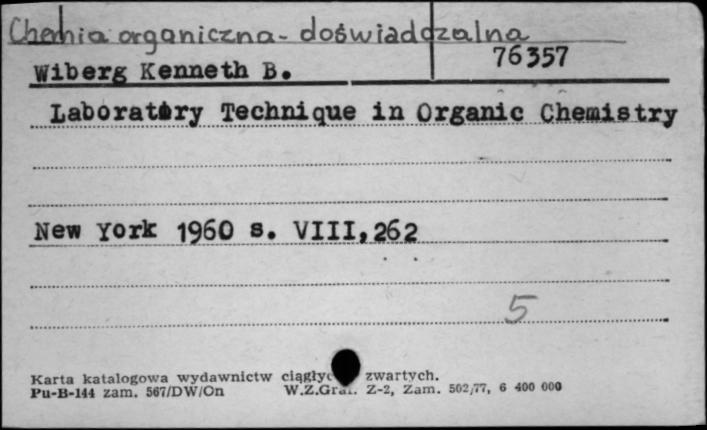 Chemia organiczna - doświadczalna
76357
Wiberg Kenneth B.
Laboratory Technique in Organic Chemistry
New York 1960 s. VIII,262
5
Karta katalogowa wydawnictw zwartych.
Pu-B-144 zam. 567/DW/On W.Z.Graf. Z-2, Zam. 502/77, 6 400 000